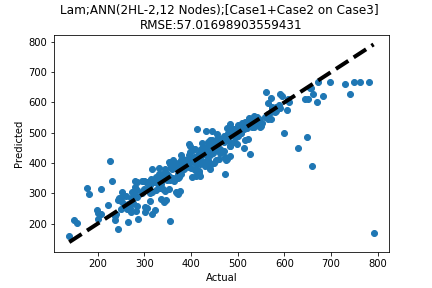 Lam;ANN(2HL-2,12 Nodes);[Case1+Case2 on Case3]
RMSE:57.01698903559431
800
700
600
500
400
300
200
Predicted
200 300 400 500 600 700 800
Actual